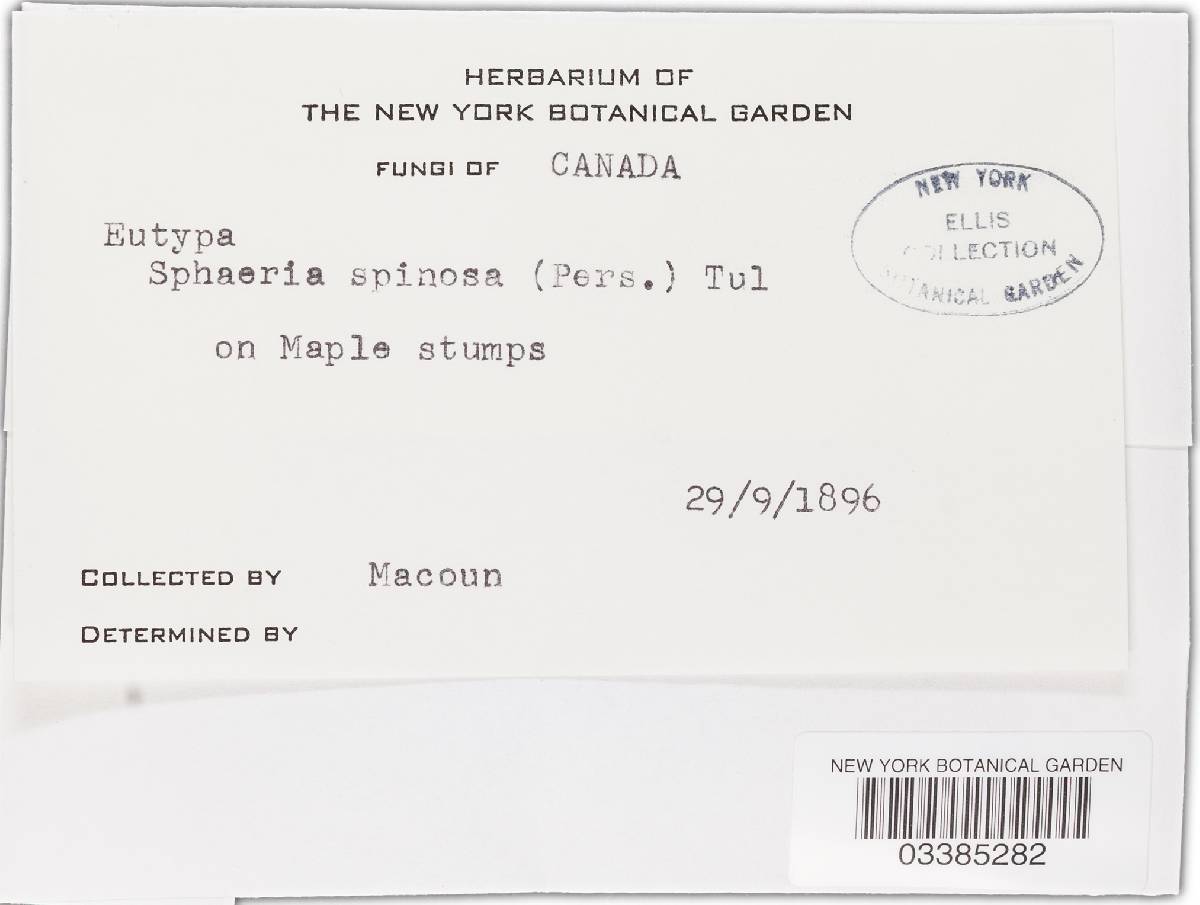 HERBARIUM OF
THE NEW YORK BOTANICAL GARDEN
FUNGI OF CANADA
NEW YORK
ELLIS
COLLECTION
BOTANICAL GARDEN
Eutypa
Sphaeria spinosa (Pers.) Tul
on Maple stumps
29/9/1896
COLLECTED BY Macoun
DETERMINED BY
NEW YORK BOTANICAL GARDEN
03385282